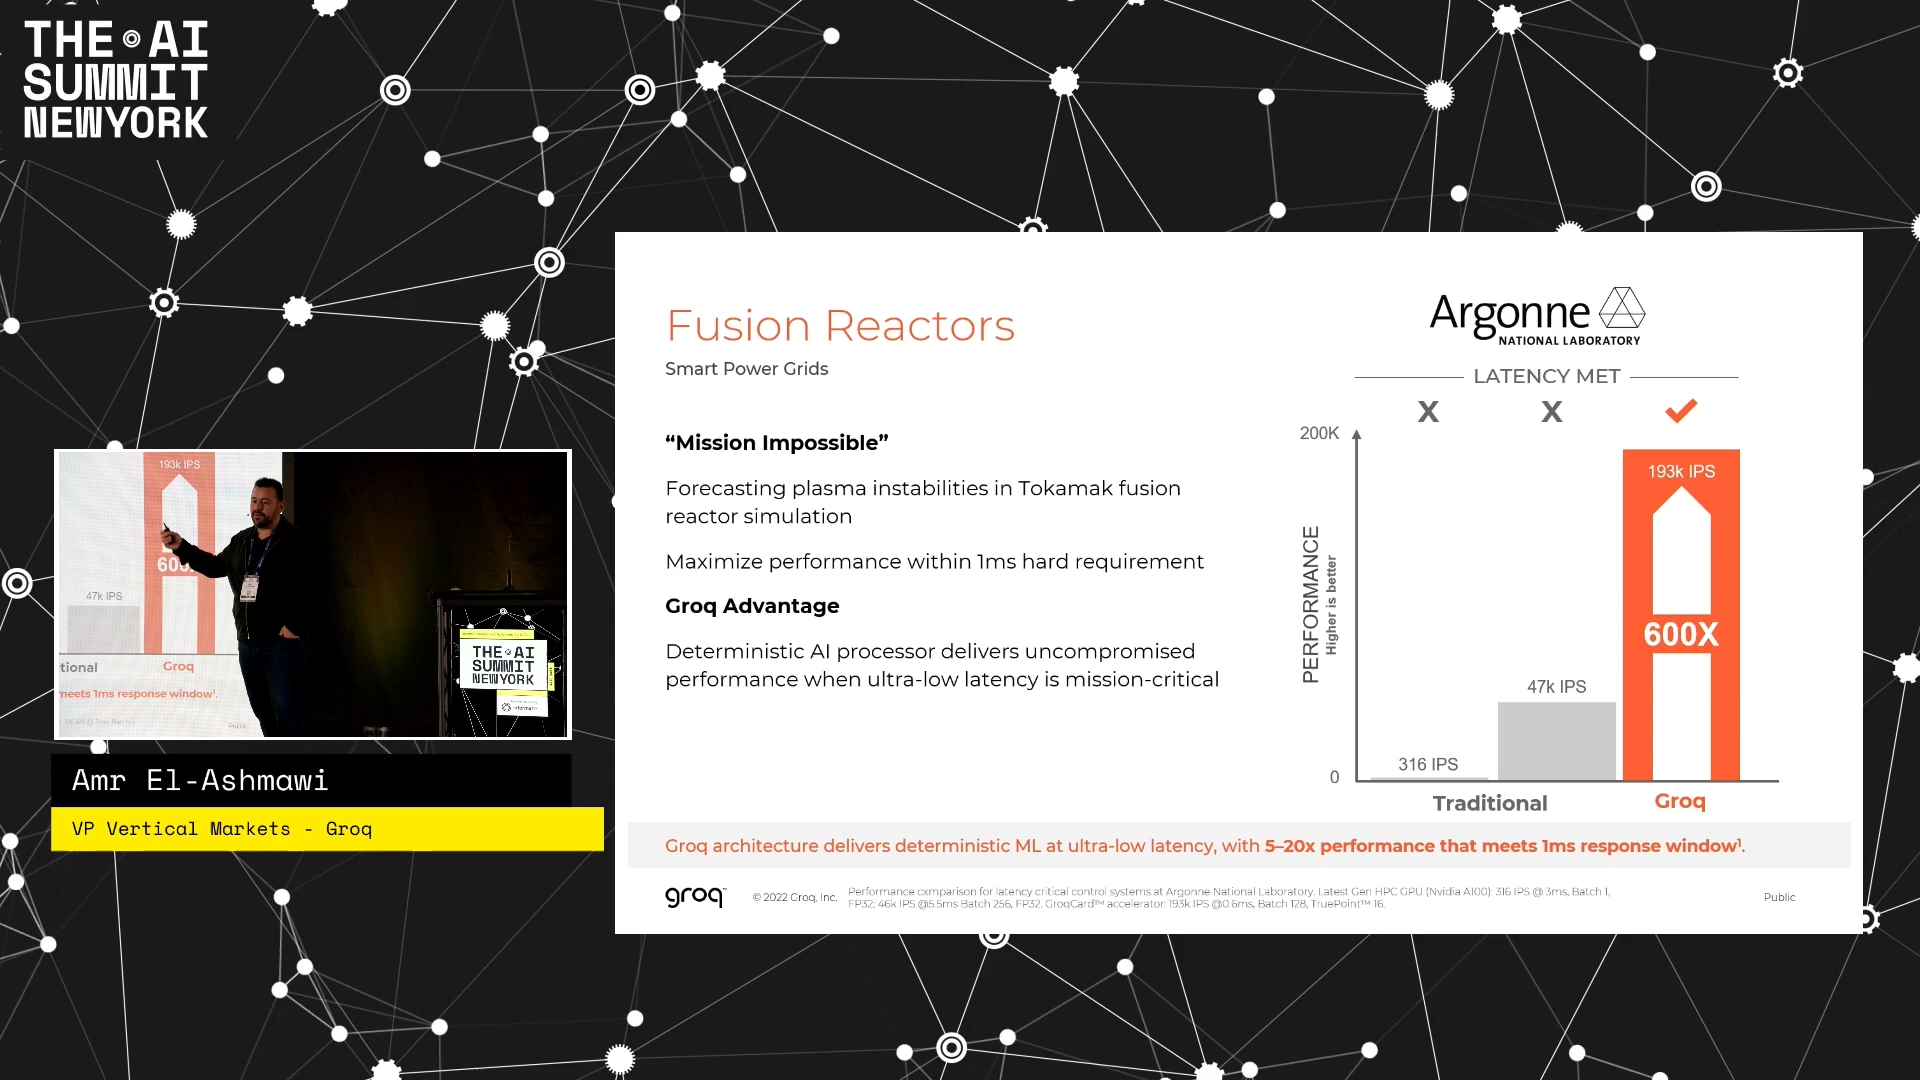 THE AI
SUMMIT
NEWYORK
Fusion Reactors
Smart Power Grids
“Mission Impossible”
Forecasting plasma instabilities in Tokamak fusion
reactor simulation
Maximize performance within 1ms hard requirement
Groq Advantage
Deterministic AI processor delivers uncompromised
performance when ultra-low latency is mission-critical
Argonne
NATIONAL LABORATORY
LATENCY MET
X X
200K
193k IPS
600X
47k IPS
316 IPS
0
PERFORMANCE
Higher is better
Traditional
Groq
Groq architecture delivers deterministic ML at ultra-low latency, with 5–20x performance that meets 1ms response window¹.
groq™
© 2022 Groq, Inc.
Performance cxmparison for latency critical control systems at Argonne National Laboratory. Latest Gen HPC GPU (Nvidia A100): 316 IPS @ 3ms, Batch 1,
FP32; 46k IPS @5.5ms Batch 256, FP32. GroqCard™ accelerator: 193k IPS @0.6ms, Batch 128, TruePoint™ 16.
Public
193k IPS
600
47k IPS
tional
Groq
meets 1ms response window¹.
Public
THE AI
SUMMIT
NEWYORK
Amr El-Ashmawi
VP Vertical Markets - Groq